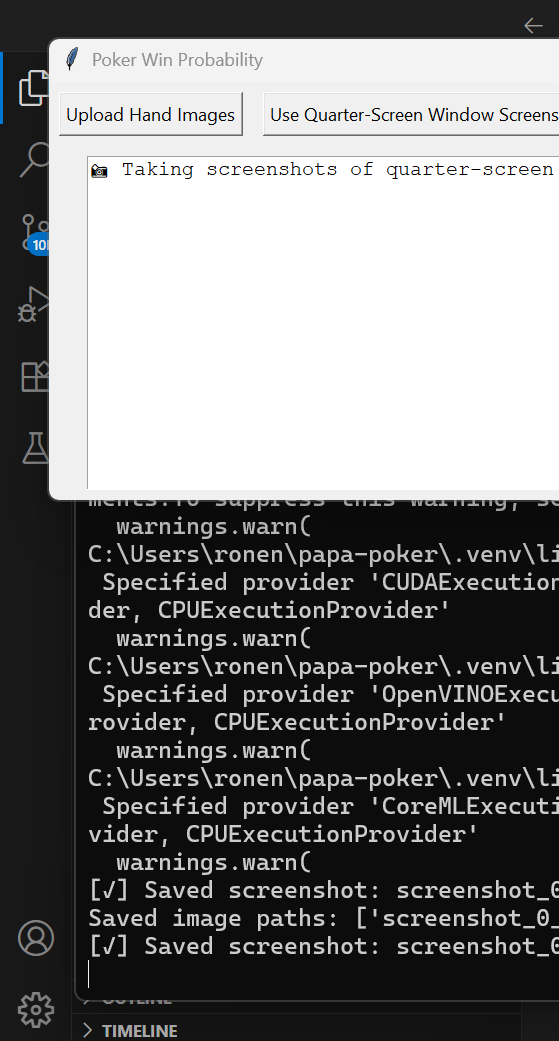 Poker Win Probability
Upload Hand Images
Use Quarter-Screen Window Screens
Taking screenshots of quarter-screen
10
ments.To suppress this warning, se
warnings.warn(
C:\Users\ronen\papa-poker\.venv\li
Specified provider 'CUDAExecution
der, CPUExecutionProvider'
warnings.warn(
C:\Users\ronen\papa-poker\.venv\li
Specified provider 'OpenVINOExecu
rovider, CPUExecutionProvider'
warnings.warn(
C:\Users\ronen\papa-poker\.venv\li
Specified provider 'CoreMLExecuti
vider, CPUExecutionProvider'
warnings.warn(
[√] Saved screenshot: screenshot_0
Saved image paths: ['screenshot_0_
[√] Saved screenshot: screenshot_0
OUTLINE
TIMELINE